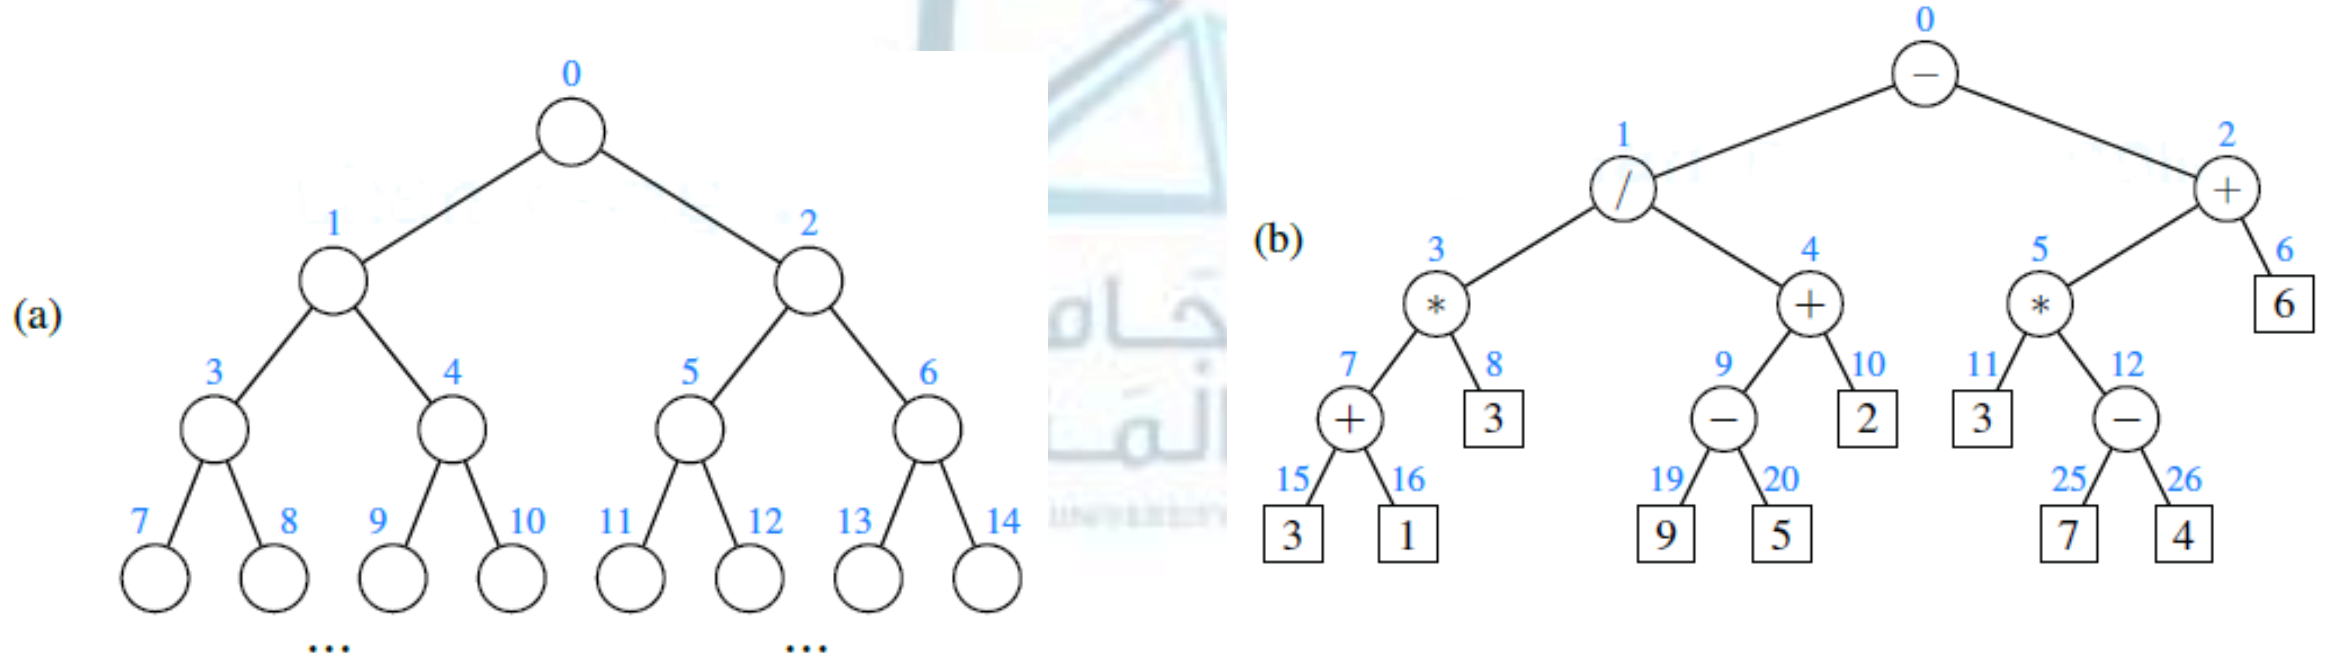 (a)
0
1 2
3 4 5 6
7 8 9 10 11 12 13 14
... ...
(b)
0
−
1 2
/ +
3 4 5 6
* + * 6
7 8 9 10 11 12
+ 3 − 2 3 −
15 16 19 20 25 26
3 1 9 5 7 4